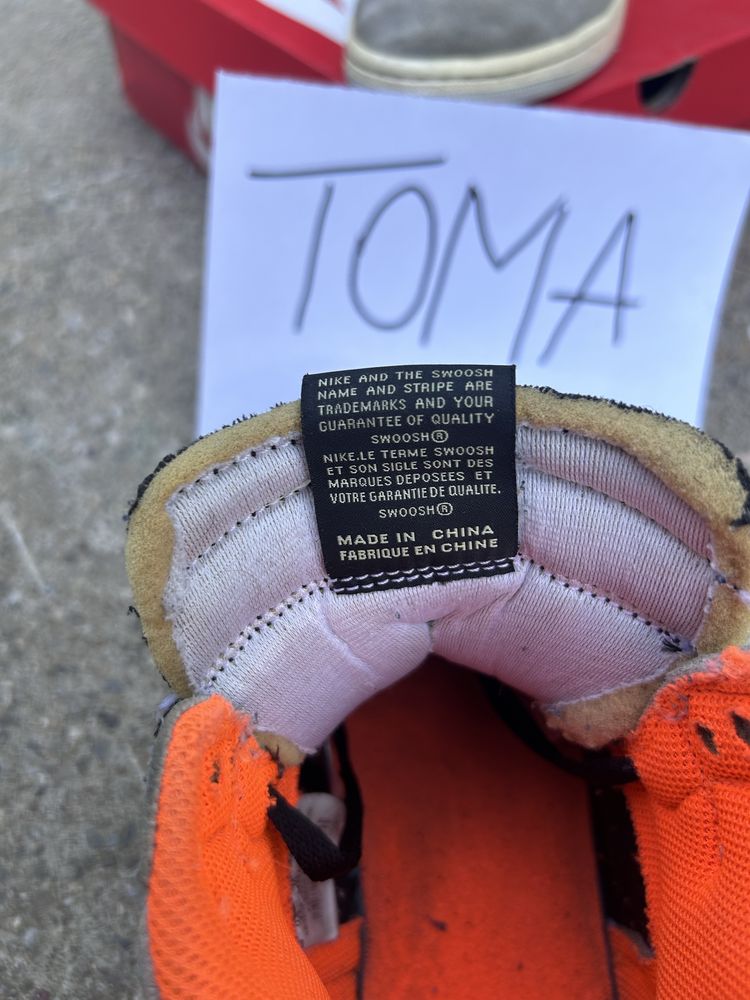 TOMA
NIKE AND THE SWOOSH
NAME AND STRIPE ARE
TRADEMARKS AND YOUR
GUARANTEE OF QUALITY
SWOOSH®
NIKE.LE TERME SWOOSH
ET SON SIGLE SONT DES
MARQUES DEPOSEES ET
VOTRE GARANTIE DE QUALITE.
SWOOSH®
MADE IN CHINA
FABRIQUE EN CHINE